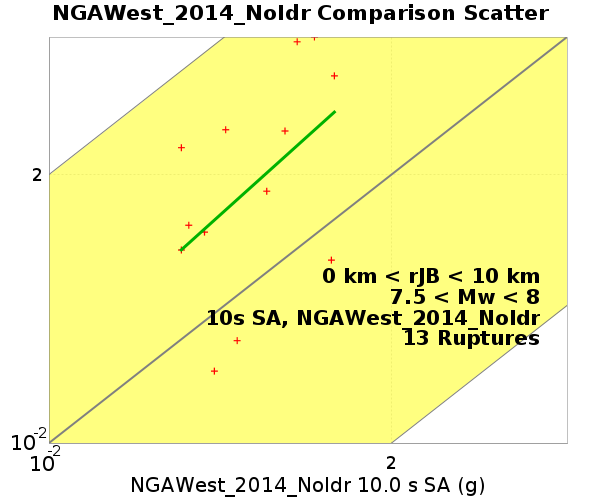 NGAWest_2014_NoIdr Comparison Scatter
2
0 km < rJB < 10 km
7.5 < Mw < 8
10s SA, NGAWest_2014_NoIdr
13 Ruptures
10-2
10-2
2
NGAWest_2014_NoIdr 10.0 s SA (g)